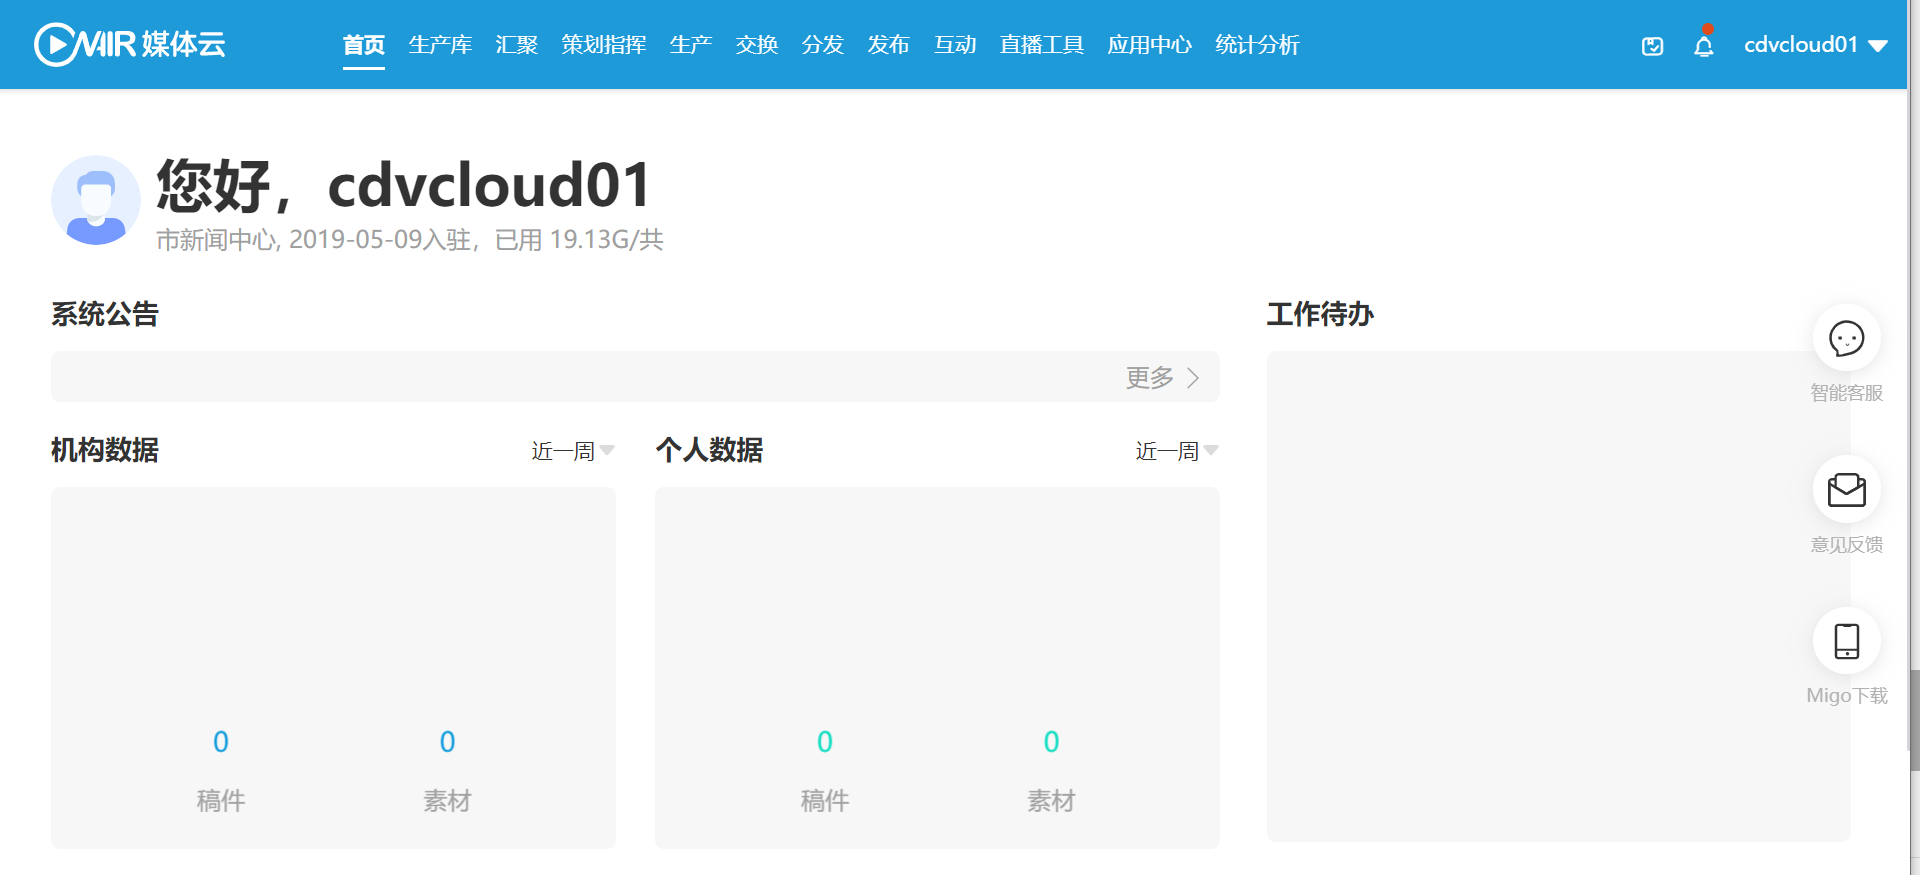 MIR 媒体云
首页 生产库 汇聚 策划指挥 生产 交换 分发 发布 互动 直播工具 应用中心 统计分析
cdvcloud01
您好，cdvcloud01
市新闻中心, 2019-05-09入驻，已用 19.13G/共
系统公告
更多
工作待办
机构数据 近一周
个人数据 近一周
0 0
稿件 素材
0 0
稿件 素材
智能客服
意见反馈
Migo下载